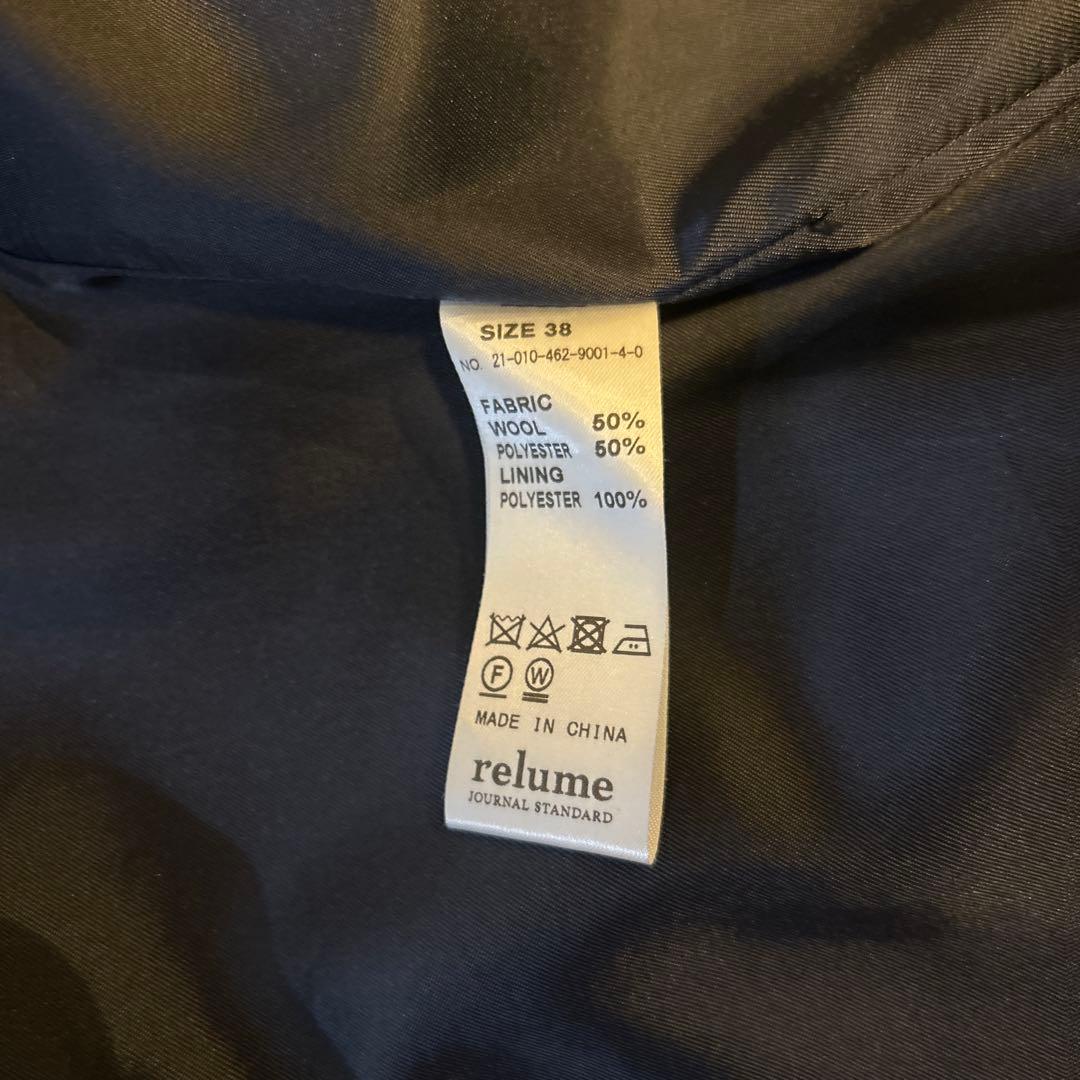 SIZE 38
NO. 21-010-462-9001-4-0
FABRIC
WOOL 50%
POLYESTER 50%
LINING
POLYESTER 100%
F W
MADE IN CHINA
relume
JOURNAL STANDARD